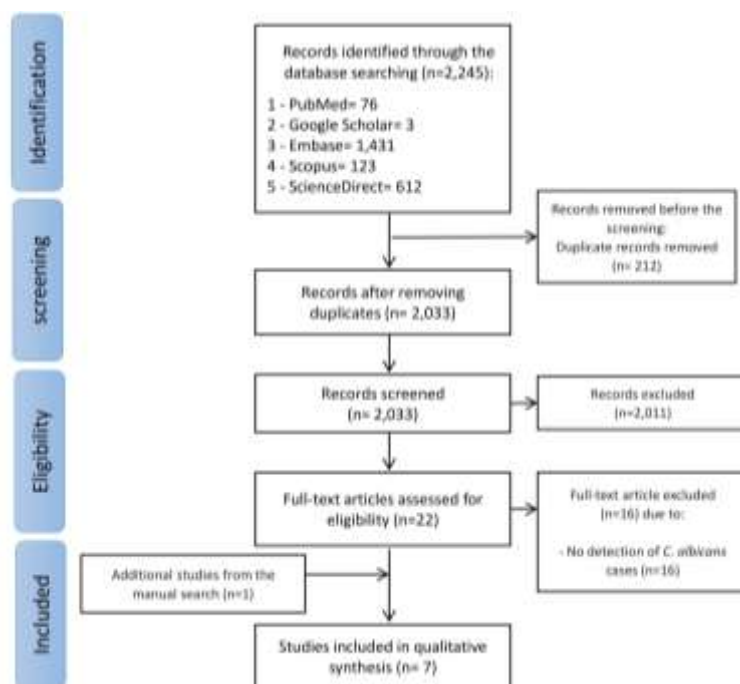 Identification
Records identified through the
database searching (n=2,245):
1 - PubMed= 76
2 - Google Scholar= 3
3 - Embase= 1,431
4 - Scopus= 123
5 - ScienceDirect= 612
Records removed before the
screening:
Duplicate records removed
(n= 212)
screening
Records after removing
duplicates (n= 2,033)
Records screened
(n= 2,033)
Records excluded
(n=2,011)
Eligibility
Full-text articles assessed for
eligibility (n=22)
Full-text article excluded
(n=16) due to:
- No detection of C. albicans
cases (n=16)
Included
Additional studies from the
manual search (n=1)
Studies included in qualitative
synthesis (n= 7)